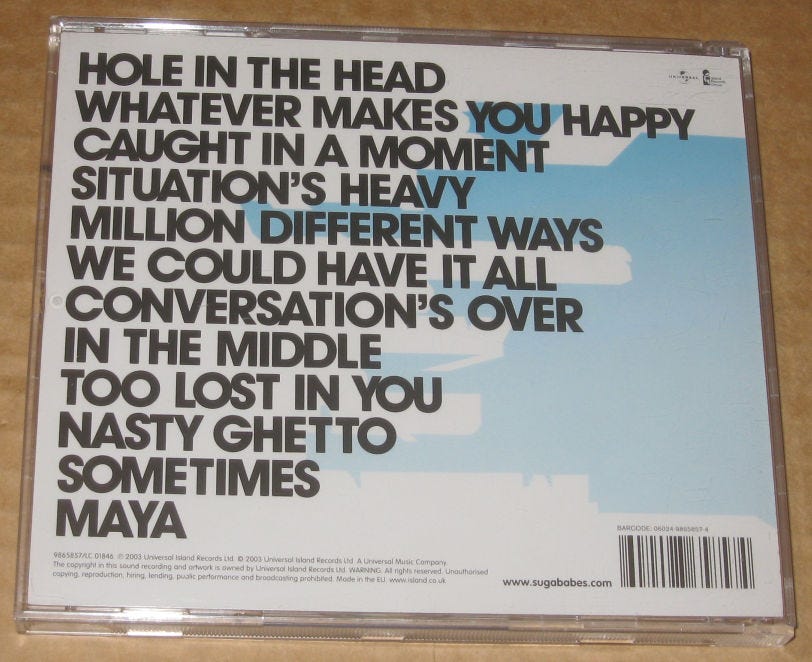 HOLE IN THE HEAD
WHATEVER MAKES YOU HAPPY
CAUGHT IN A MOMENT
SITUATION'S HEAVY
MILLION DIFFERENT WAYS
WE COULD HAVE IT ALL
CONVERSATION'S OVER
IN THE MIDDLE
TOO LOST IN YOU
NASTY GHETTO
SOMETIMES
MAYA
UNIVERSAL
BARCODE: 06024 9865857-4
9865857/LC 01846 ℗ 2003 Universal Island Records Ltd. © 2003 Universal Island Records Ltd. A Universal Music Company.
The copyright in this sound recording and artwork is owned by Universal Island Records Ltd. WARNING. All rights reserved. Unauthorised
copying, reproduction, hiring, lending, public performance and broadcasting prohibited. Made in the EU. www.island.co.uk
www.sugababes.com